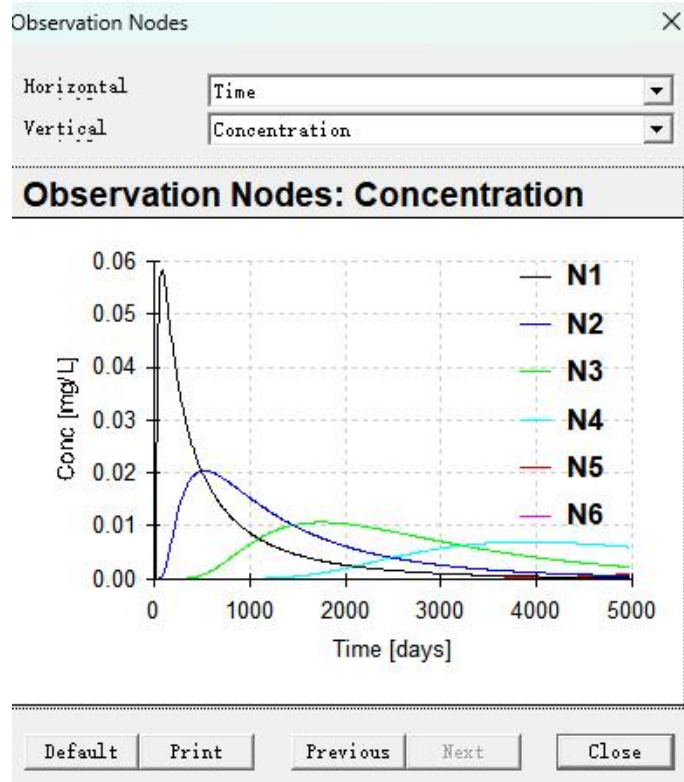 Observation Nodes
Horizontal
Time
Vertical
Concentration
Observation Nodes: Concentration
0.06
0.05
0.04
0.03
0.02
0.01
0.00
Conc [mg/L]
N1
N2
N3
N4
N5
N6
0 1000 2000 3000 4000 5000
Time [days]
Default Print Previous Next Close